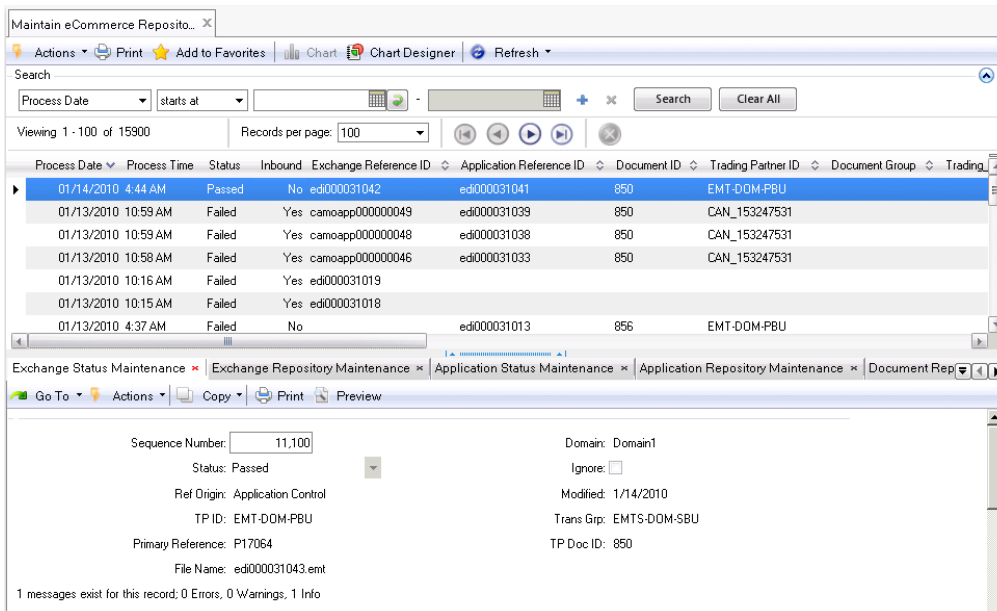 Maintain eCommerce Reposito...
Actions Print Add to Favorites Chart Chart Designer Refresh
Search
Process Date starts at - Search Clear All
Viewing 1 - 100 of 15900 Records per page: 100
Process Date Process Time Status Inbound Exchange Reference ID Application Reference ID Document ID Trading Partner ID Document Group Trading_
01/14/2010 4:44 AM Passed No edi000031042 edi000031041 850 EMT-DOM-PBU
01/13/2010 10:59 AM Failed Yes camoapp000000049 edi000031039 850 CAN_153247531
01/13/2010 10:59 AM Failed Yes camoapp000000048 edi000031038 850 CAN_153247531
01/13/2010 10:58 AM Failed Yes camoapp000000046 edi000031033 850 CAN_153247531
01/13/2010 10:16 AM Failed Yes edi000031019
01/13/2010 10:15 AM Failed Yes edi000031018
01/13/2010 4:37 AM Failed No edi000031013 856 EMT-DOM-PBU
Exchange Status Maintenance Exchange Repository Maintenance Application Status Maintenance Application Repository Maintenance Document Rep
Go To Actions Copy Print Preview
Sequence Number: 11,100 Domain: Domain1
Status: Passed Ignore:
Ref Origin: Application Control Modified: 1/14/2010
TP ID: EMT-DOM-PBU Trans Grp: EMTS-DOM-SBU
Primary Reference: P17064 TP Doc ID: 850
File Name: edi000031043.emt
1 messages exist for this record; 0 Errors, 0 Warnings, 1 Info